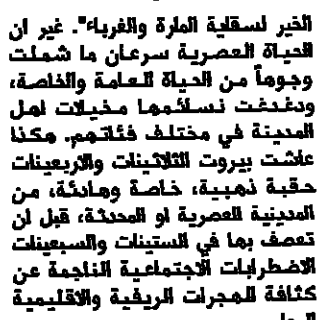 الخير لسقاية المارة والغرباء". غير ان
الحياة العصرية سرعان ما شملت
وجوهاً من الحياة العامة والخاصة،
ودغدغت نسائمها مخيلات اهل
المدينة في مختلف فئاتهم. هكذا
عاشت بيروت الثلاثينات والاربعينات
حقبة ذهبية، خاصة وهادئة، من
المدينية العصرية او المحدثة، قبل ان
تعصف بها في الستينات والسبعينات
الاضطرابات الاجتماعية الناجمة عن
كثافة الهجرات الريفية والاقليمية